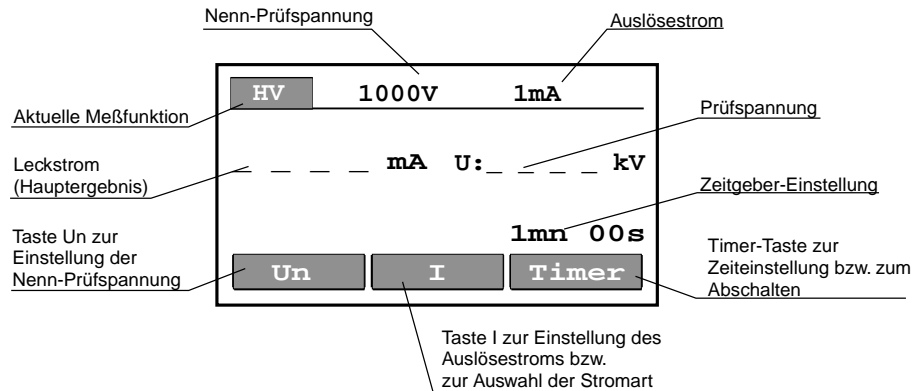 Nenn-Prüfspannung
Auslösestrom
HV 1000V 1mA
Aktuelle Meßfunktion
Prüfspannung
Leckstrom
(Hauptergebnis)
_ _ _ _ mA U:_ _ _ _ kV
Zeitgeber-Einstellung
1mn 00s
Taste Un zur
Einstellung der
Nenn-Prüfspannung
Un I Timer
Timer-Taste zur
Zeiteinstellung bzw. zum
Abschalten
Taste I zur Einstellung des
Auslösestroms bzw.
zur Auswahl der Stromart